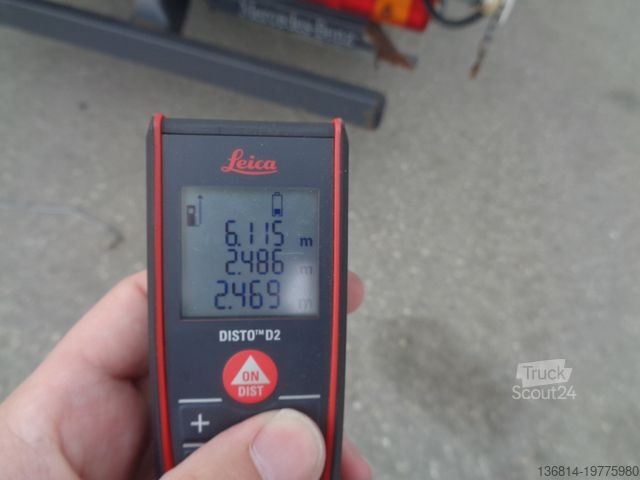 Mercedes-Benz
Leica
6.115 m
2.486 m
2.469 m
DISTO™ D2
ON
DIST
+
Truck
Scout24
136814-19775980